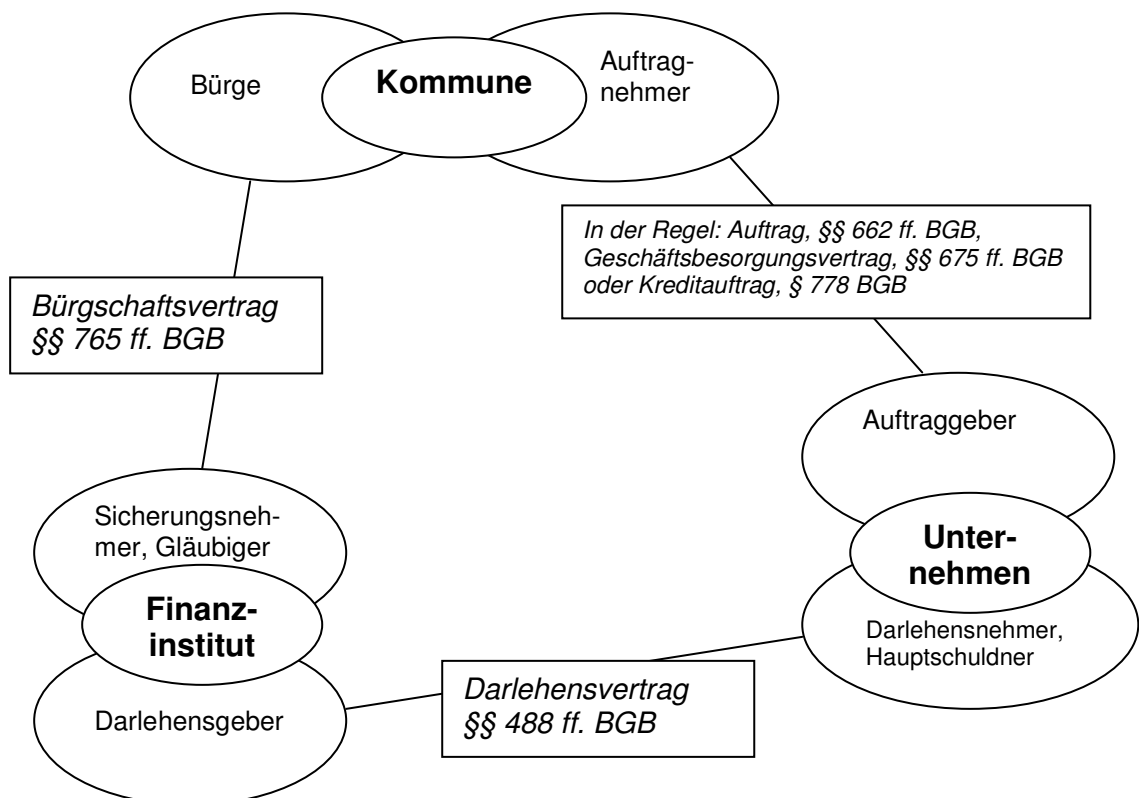 Bürge
Kommune
Auftrag-
nehmer
In der Regel: Auftrag, §§ 662 ff. BGB,
Geschäftsbesorgungsvertrag, §§ 675 ff. BGB
oder Kreditauftrag, § 778 BGB
Bürgschaftsvertrag
§§ 765 ff. BGB
Auftraggeber
Unter-
nehmen
Darlehensnehmer,
Hauptschuldner
Sicherungsneh-
mer, Gläubiger
Finanz-
institut
Darlehensgeber
Darlehensvertrag
§§ 488 ff. BGB